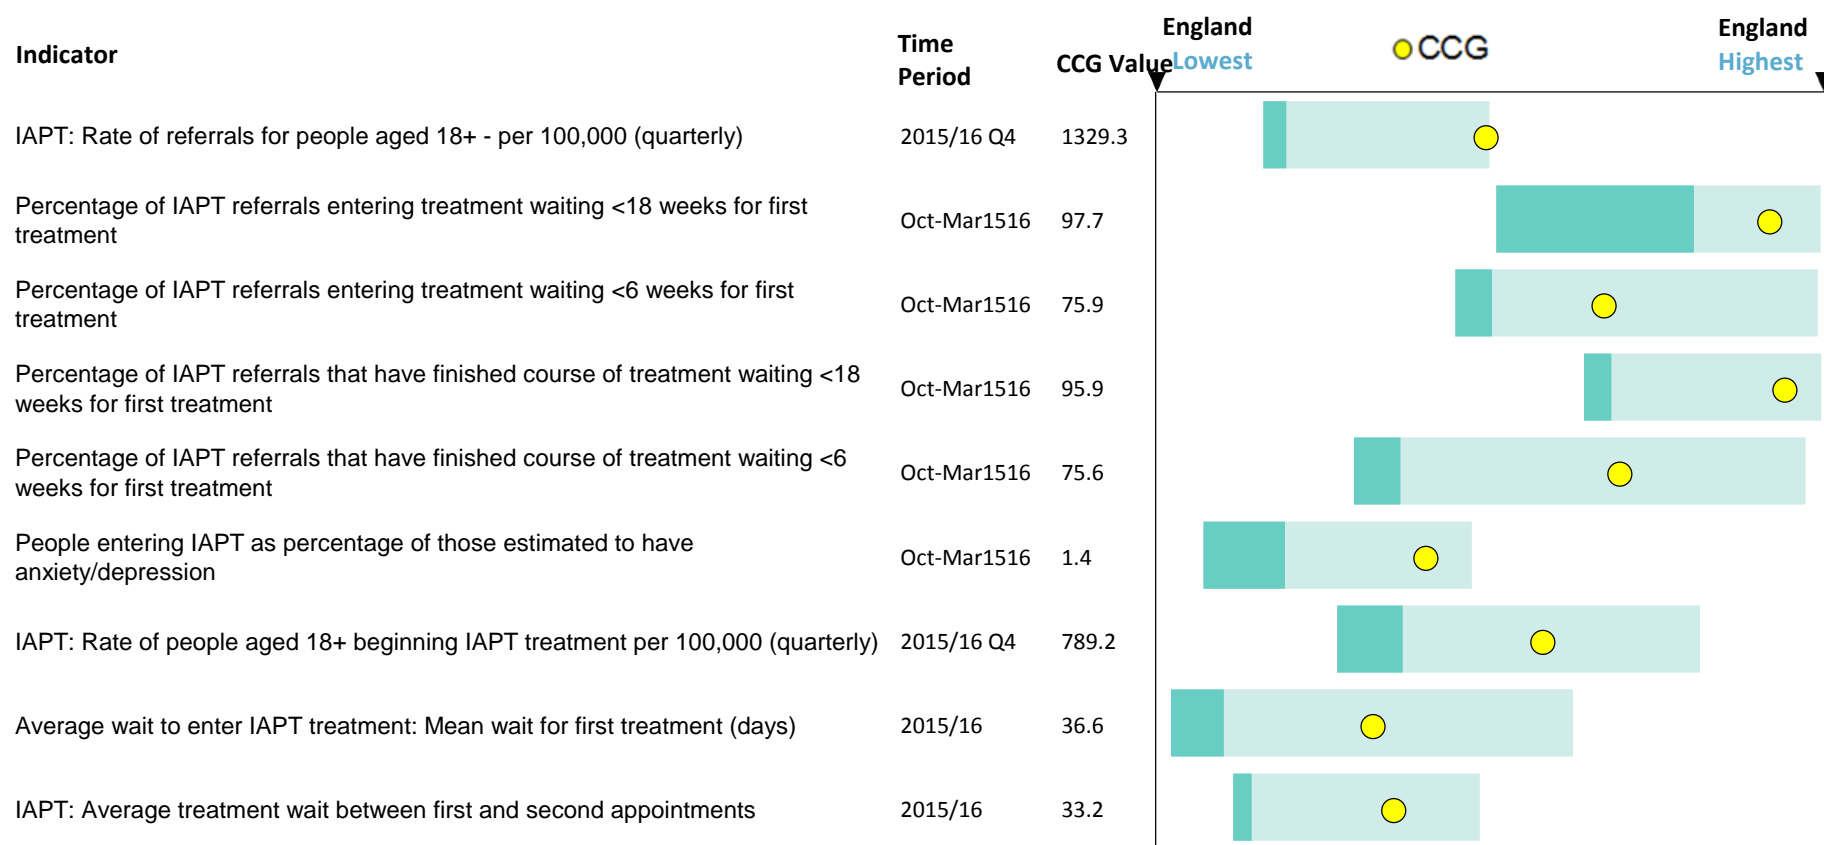 Indicator
Time
Period
CCG Value
England
Lowest
CCG
England
Highest
IAPT: Rate of referrals for people aged 18+ - per 100,000 (quarterly) 2015/16 Q4 1329.3
Percentage of IAPT referrals entering treatment waiting <18 weeks for first
treatment
Oct-Mar1516 97.7
Percentage of IAPT referrals entering treatment waiting <6 weeks for first
treatment
Oct-Mar1516 75.9
Percentage of IAPT referrals that have finished course of treatment waiting <18
weeks for first treatment
Oct-Mar1516 95.9
Percentage of IAPT referrals that have finished course of treatment waiting <6
weeks for first treatment
Oct-Mar1516 75.6
People entering IAPT as percentage of those estimated to have
anxiety/depression
Oct-Mar1516 1.4
IAPT: Rate of people aged 18+ beginning IAPT treatment per 100,000 (quarterly) 2015/16 Q4 789.2
Average wait to enter IAPT treatment: Mean wait for first treatment (days) 2015/16 36.6
IAPT: Average treatment wait between first and second appointments 2015/16 33.2